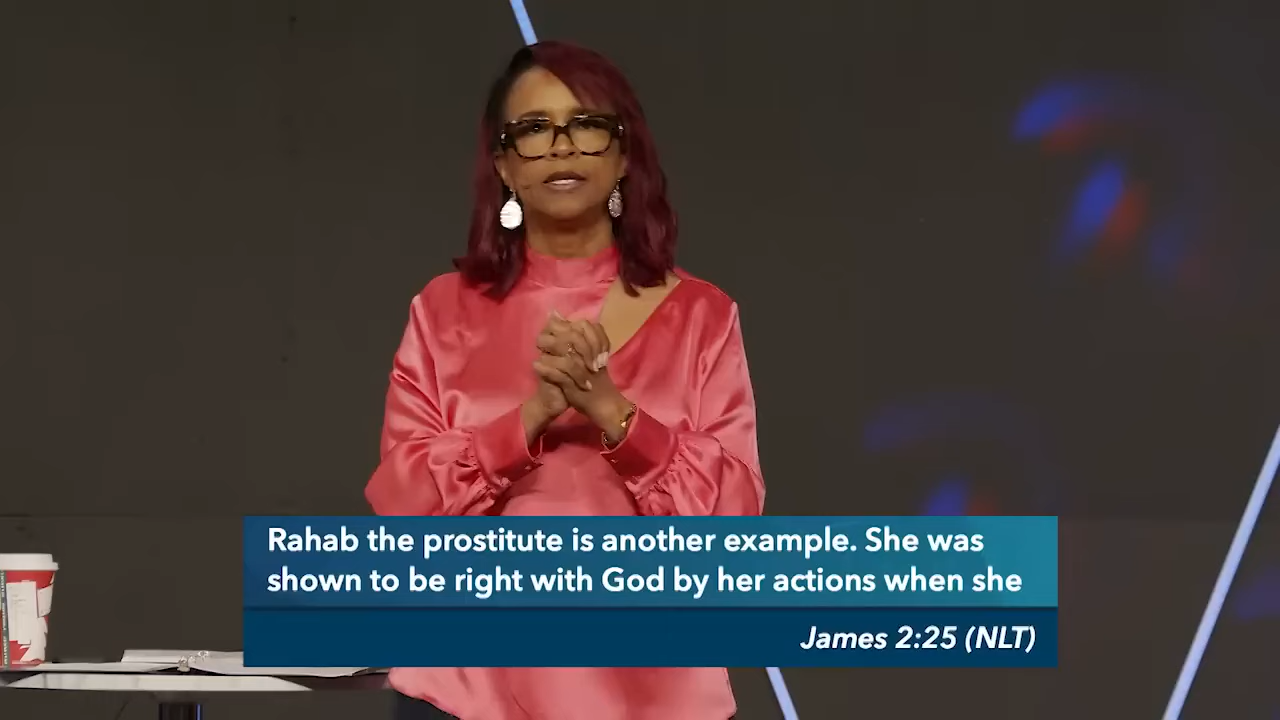 Rahab the prostitute is another example. She was
shown to be right with God by her actions when she
James 2:25 (NLT)